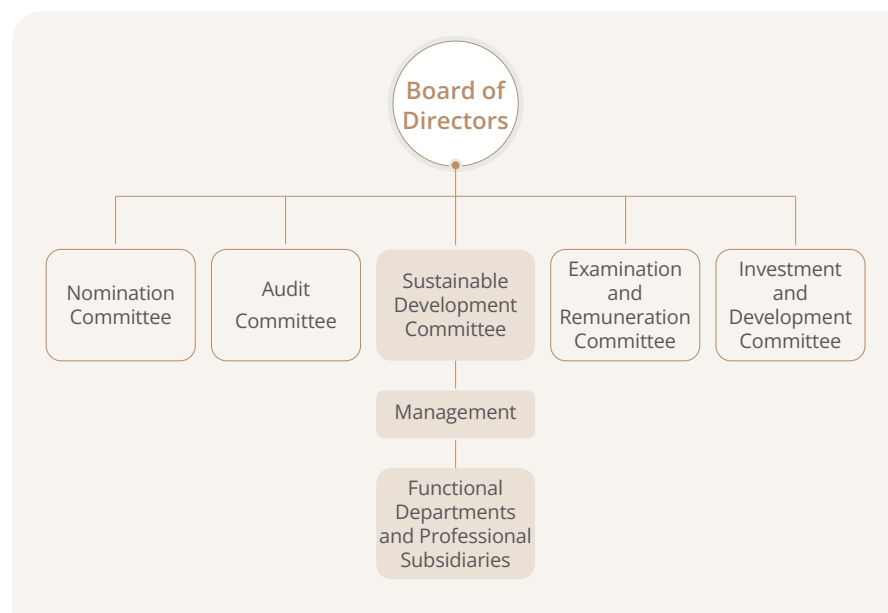 Board of
Directors
Nomination
Committee
Audit
Committee
Sustainable
Development
Committee
Examination
and
Remuneration
Committee
Investment
and
Development
Committee
Management
Functional
Departments
and Professional
Subsidiaries